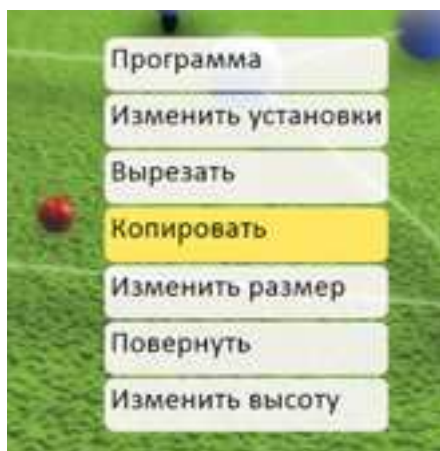 Программа
Изменить установки
Вырезать
Копировать
Изменить размер
Повернуть
Изменить высоту